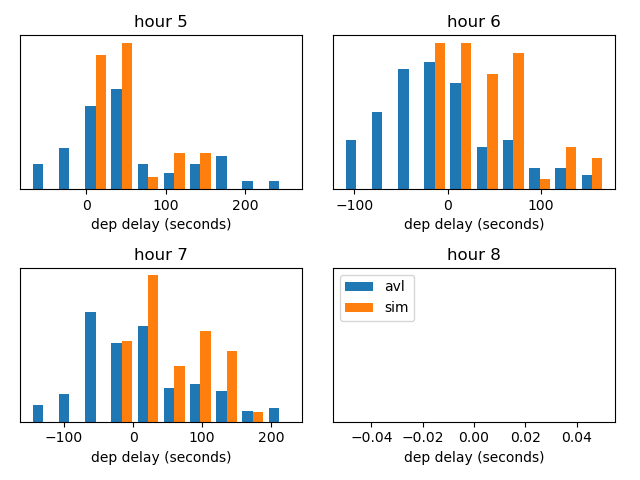 hour 5
0 100 200
dep delay (seconds)
hour 6
−100 0 100
dep delay (seconds)
hour 7
−100 0 100 200
dep delay (seconds)
hour 8
avl
sim
−0.04 −0.02 0.00 0.02 0.04
dep delay (seconds)